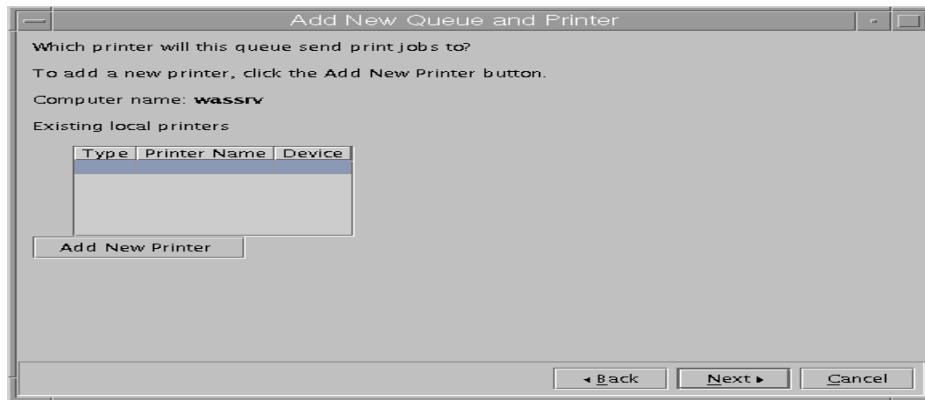 Add New Queue and Printer
Which printer will this queue send print jobs to?
To add a new printer, click the Add New Printer button.
Computer name: wassrv
Existing local printers
Type Printer Name Device
Add New Printer
Back Next Cancel